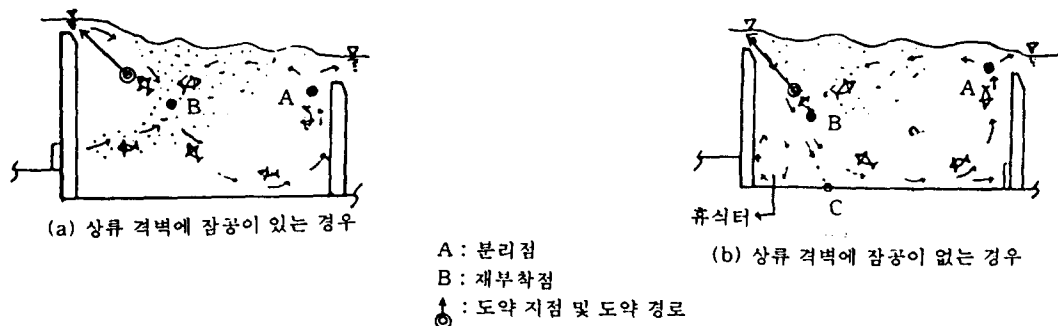 B
A
(a) 상류 격벽에 잠공이 있는 경우
A
B
C
휴식터
(b) 상류 격벽에 잠공이 없는 경우
A : 분리점
B : 재부착점
: 도약 지점 및 도약 경로